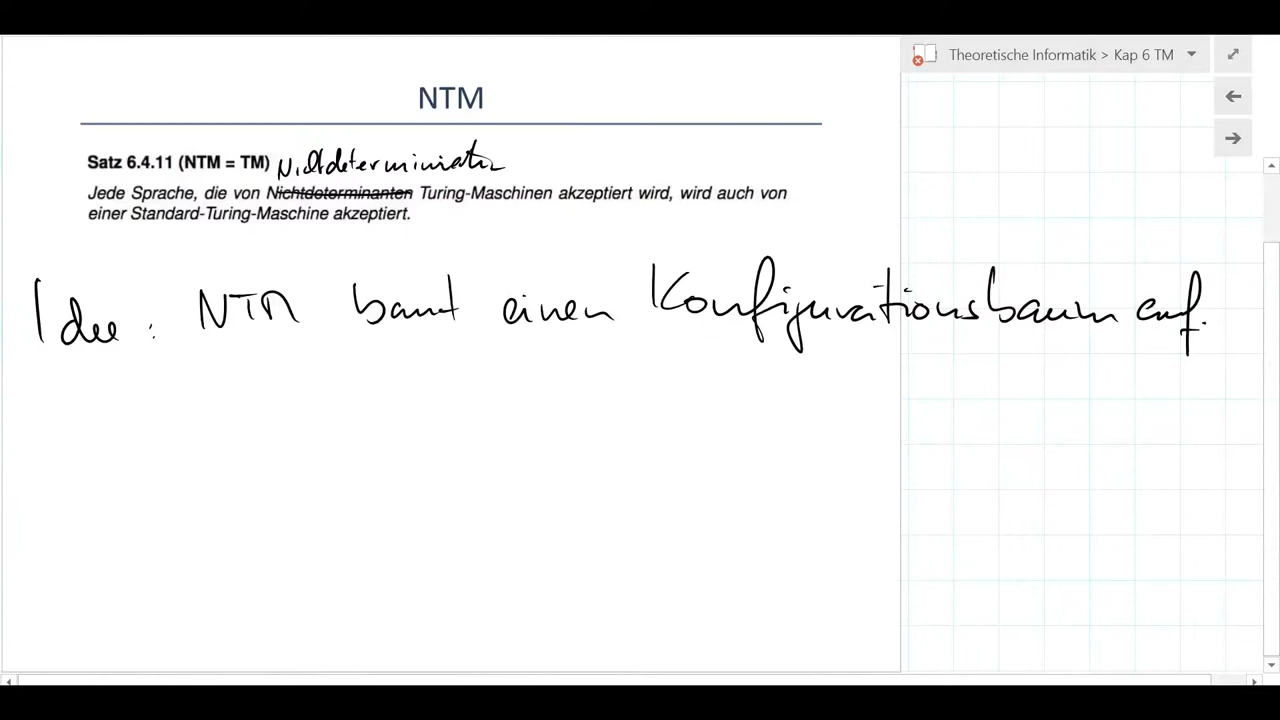 Theoretische Informatik > Kap 6 TM
NTM
Satz 6.4.11 (NTM = TM) Nichtdeterministische
Jede Sprache, die von Nichtdeterminanten Turing-Maschinen akzeptiert wird, wird auch von
einer Standard-Turing-Maschine akzeptiert.
Idee: NTM baut einen Konfigurationsbaum auf.